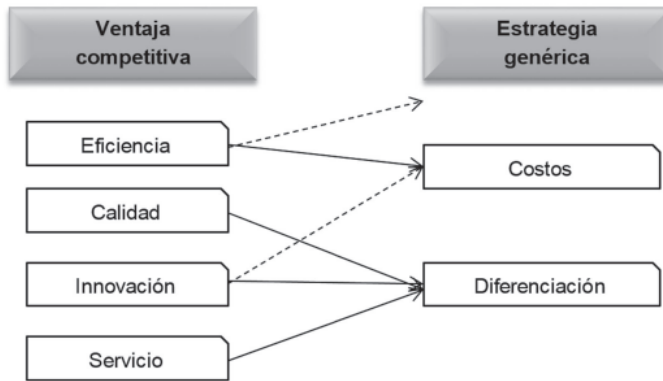 Ventaja
competitiva
Estrategia
genérica
Eficiencia
Costos
Calidad
Innovación
Diferenciación
Servicio